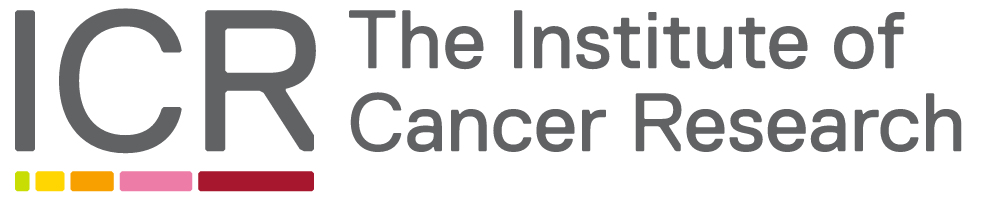 ICR
The Institute of
Cancer Research